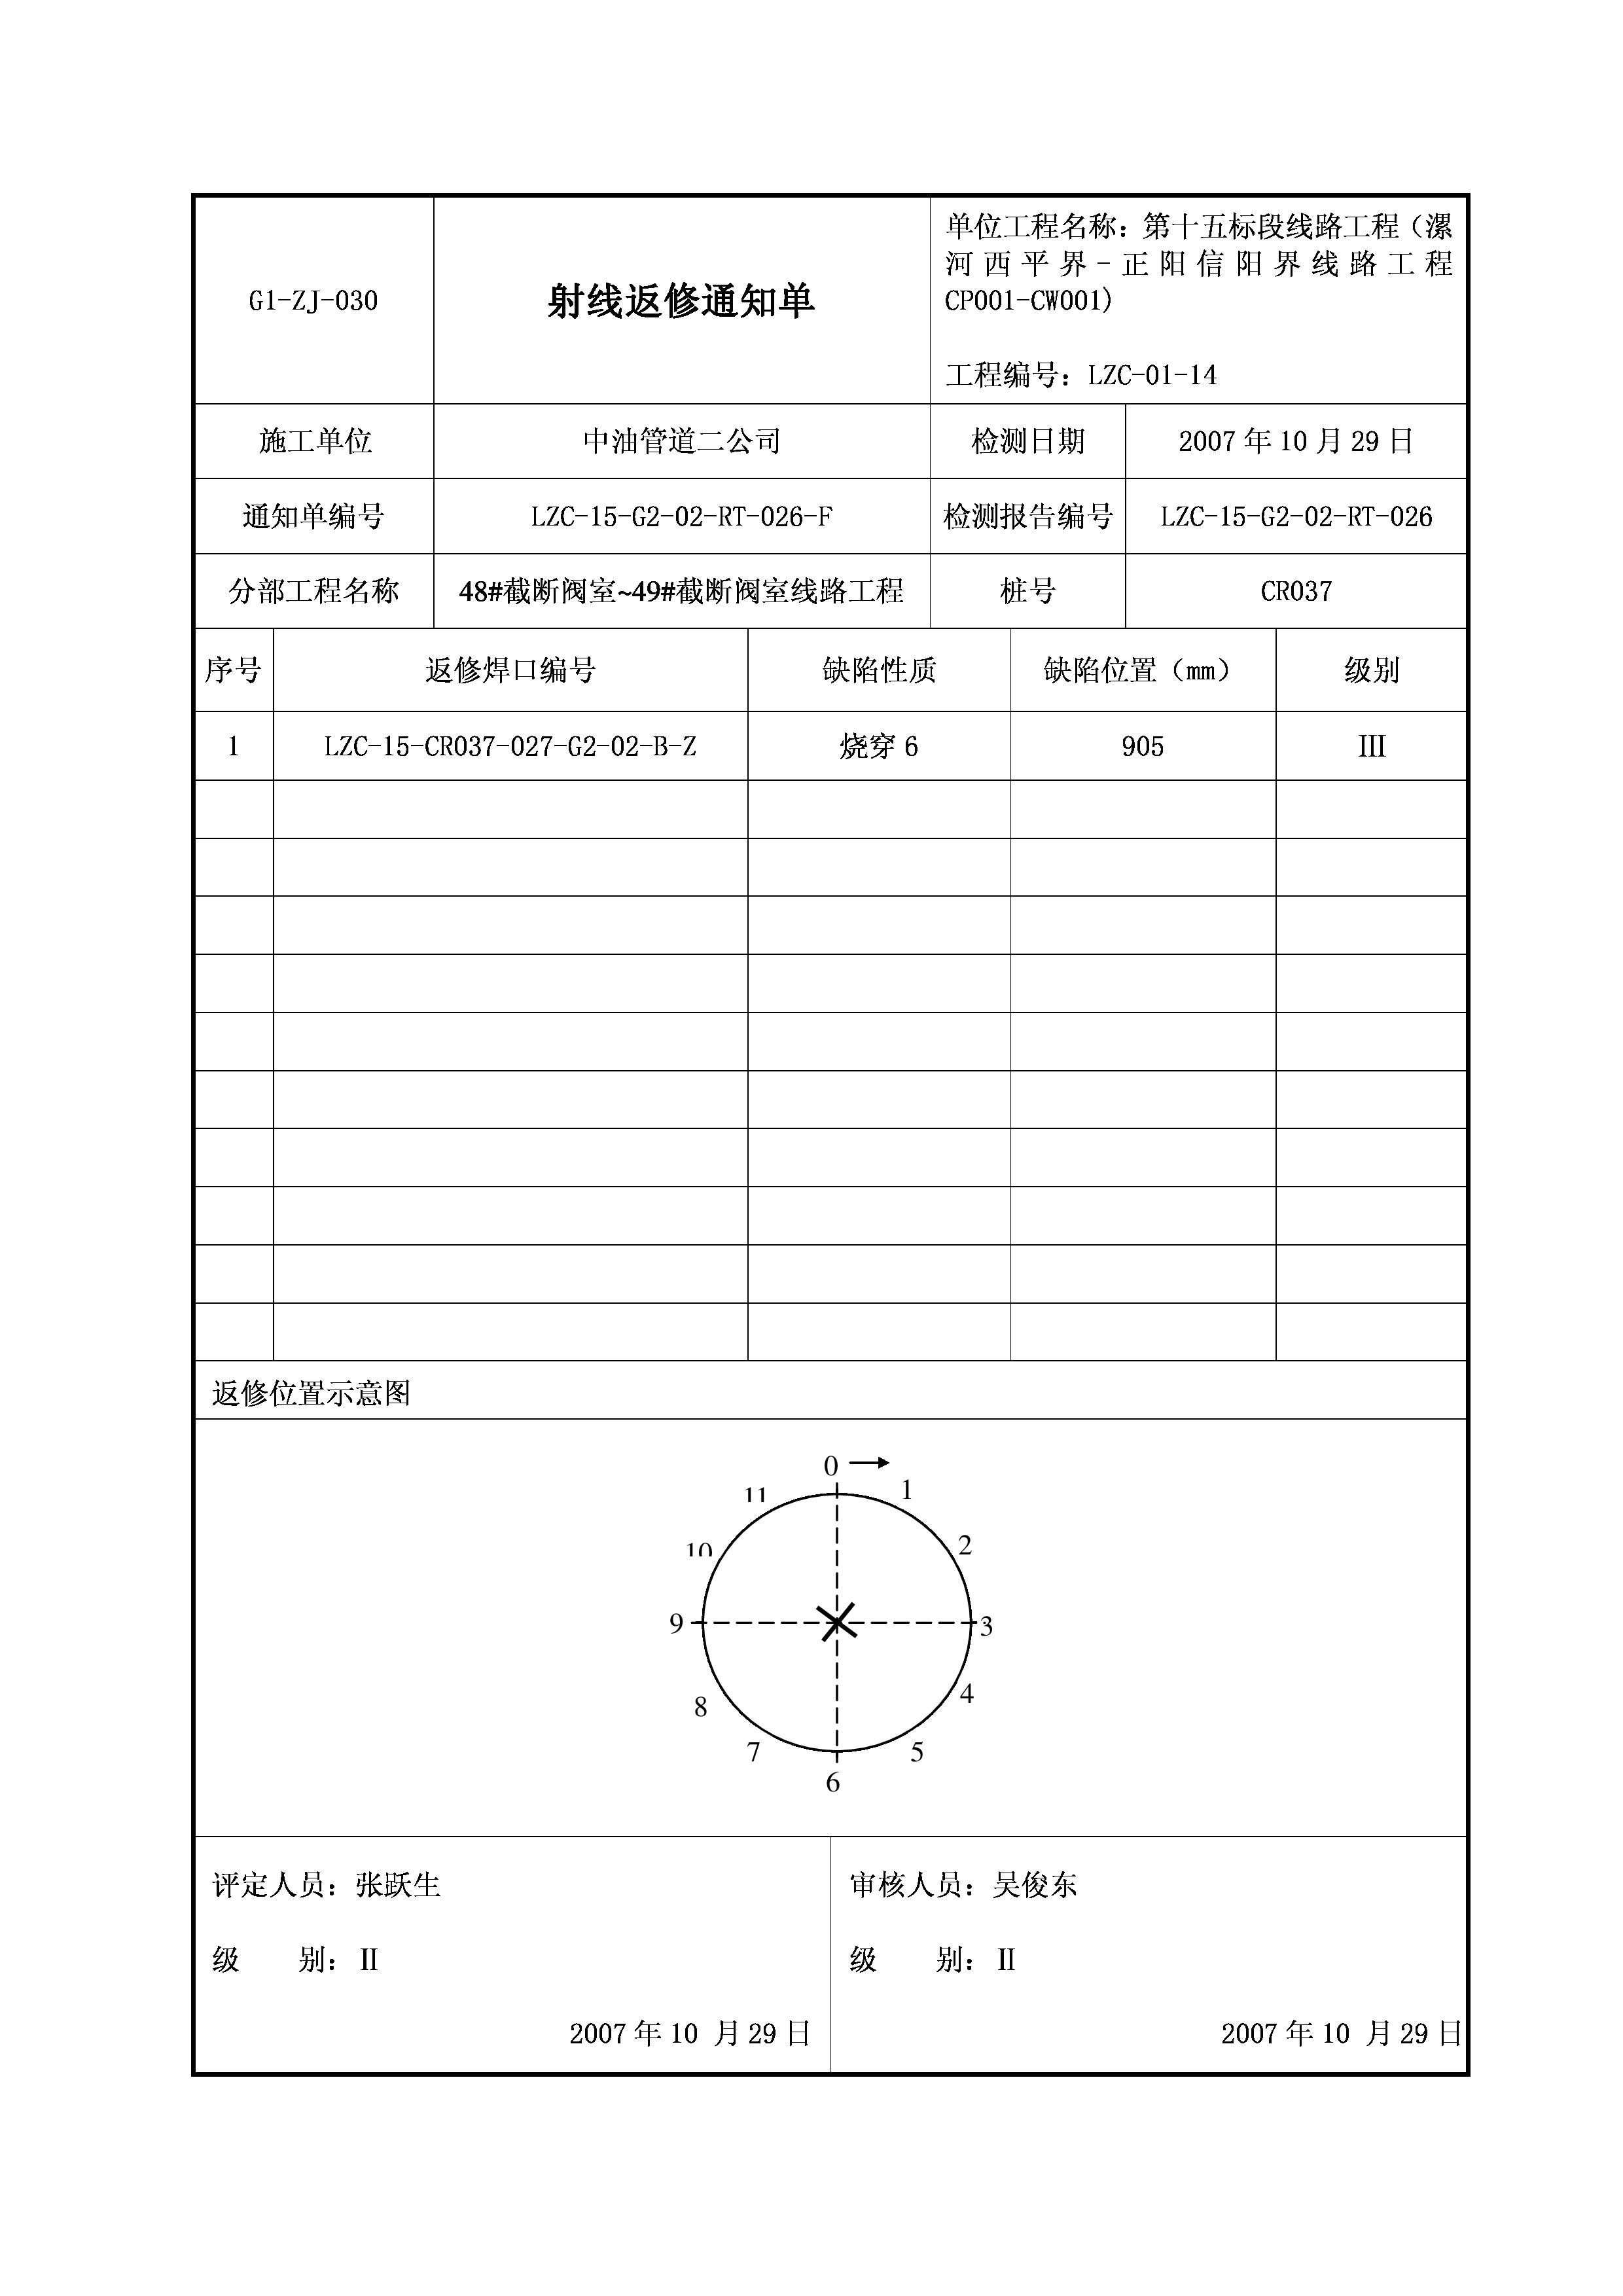 G1-ZJ-030
射线返修通知单
单位工程名称：第十五标段线路工程（漯
河西平界-正阳信阳界线路工程
CP001-CW001）
工程编号：LZC-01-14
施工单位
中油管道二公司
检测日期
2007 年 10 月 29 日
通知单编号
LZC-15-G2-02-RT-026-F
检测报告编号
LZC-15-G2-02-RT-026
分部工程名称
48#截断阀室~49#截断阀室线路工程
桩号
CR037
序号
返修焊口编号
缺陷性质
缺陷位置（mm）
级别
1
LZC-15-CR037-027-G2-02-B-Z
烧穿 6
905
III
返修位置示意图
0
1
2
3
4
5
6
7
8
9
10
11
评定人员：张跃生
级 别：II
2007 年 10 月 29 日
审核人员：吴俊东
级 别：II
2007 年 10 月 29 日